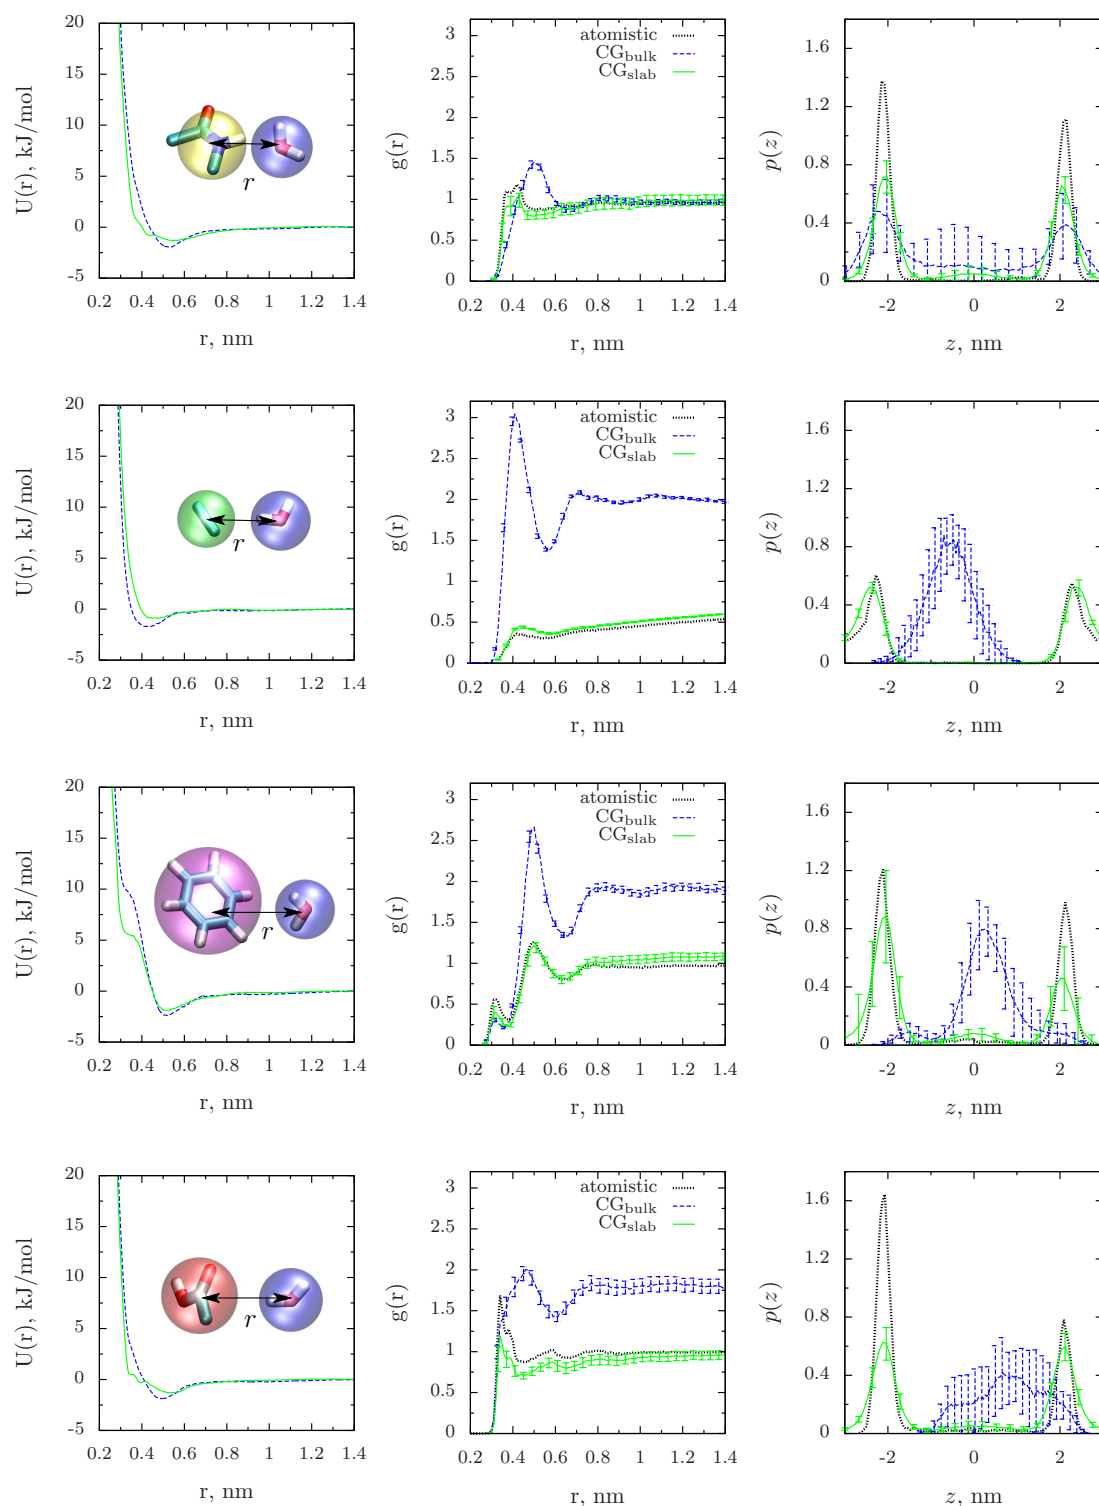 U(r), kJ/mol
20
15
10
5
0
-5
0.2 0.4 0.6 0.8 1 1.2 1.4
r, nm
r
g(r)
3
2.5
2
1.5
1
0.5
0
0.2 0.4 0.6 0.8 1 1.2 1.4
r, nm
atomistic
CGbulk
CGslab
p(z)
1.6
1.2
0.8
0.4
0
-2 0 2
z, nm
U(r), kJ/mol
20
15
10
5
0
-5
0.2 0.4 0.6 0.8 1 1.2 1.4
r, nm
r
g(r)
3
2.5
2
1.5
1
0.5
0
0.2 0.4 0.6 0.8 1 1.2 1.4
r, nm
atomistic
CGbulk
CGslab
p(z)
1.6
1.2
0.8
0.4
0
-2 0 2
z, nm
U(r), kJ/mol
20
15
10
5
0
-5
0.2 0.4 0.6 0.8 1 1.2 1.4
r, nm
r
g(r)
3
2.5
2
1.5
1
0.5
0
0.2 0.4 0.6 0.8 1 1.2 1.4
r, nm
atomistic
CGbulk
CGslab
p(z)
1.6
1.2
0.8
0.4
0
-2 0 2
z, nm
U(r), kJ/mol
20
15
10
5
0
-5
0.2 0.4 0.6 0.8 1 1.2 1.4
r, nm
r
g(r)
3
2.5
2
1.5
1
0.5
0
0.2 0.4 0.6 0.8 1 1.2 1.4
r, nm
atomistic
CGbulk
CGslab
p(z)
1.6
1.2
0.8
0.4
0
-2 0 2
z, nm